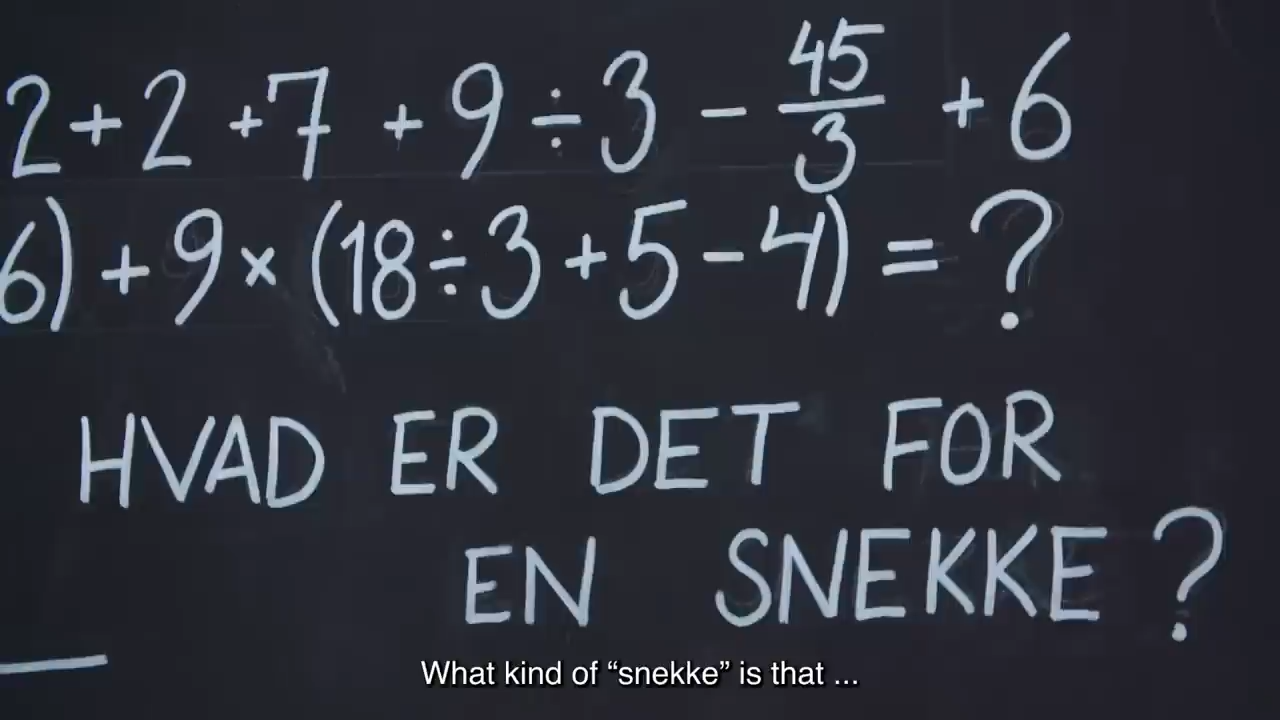 2 + 2 + 7 + 9 ÷ 3 - 45/3 + 6
6) + 9 × (18 ÷ 3 + 5 - 4) = ?
HVAD ER DET FOR
EN SNEKKE?
What kind of “snekke” is that ...